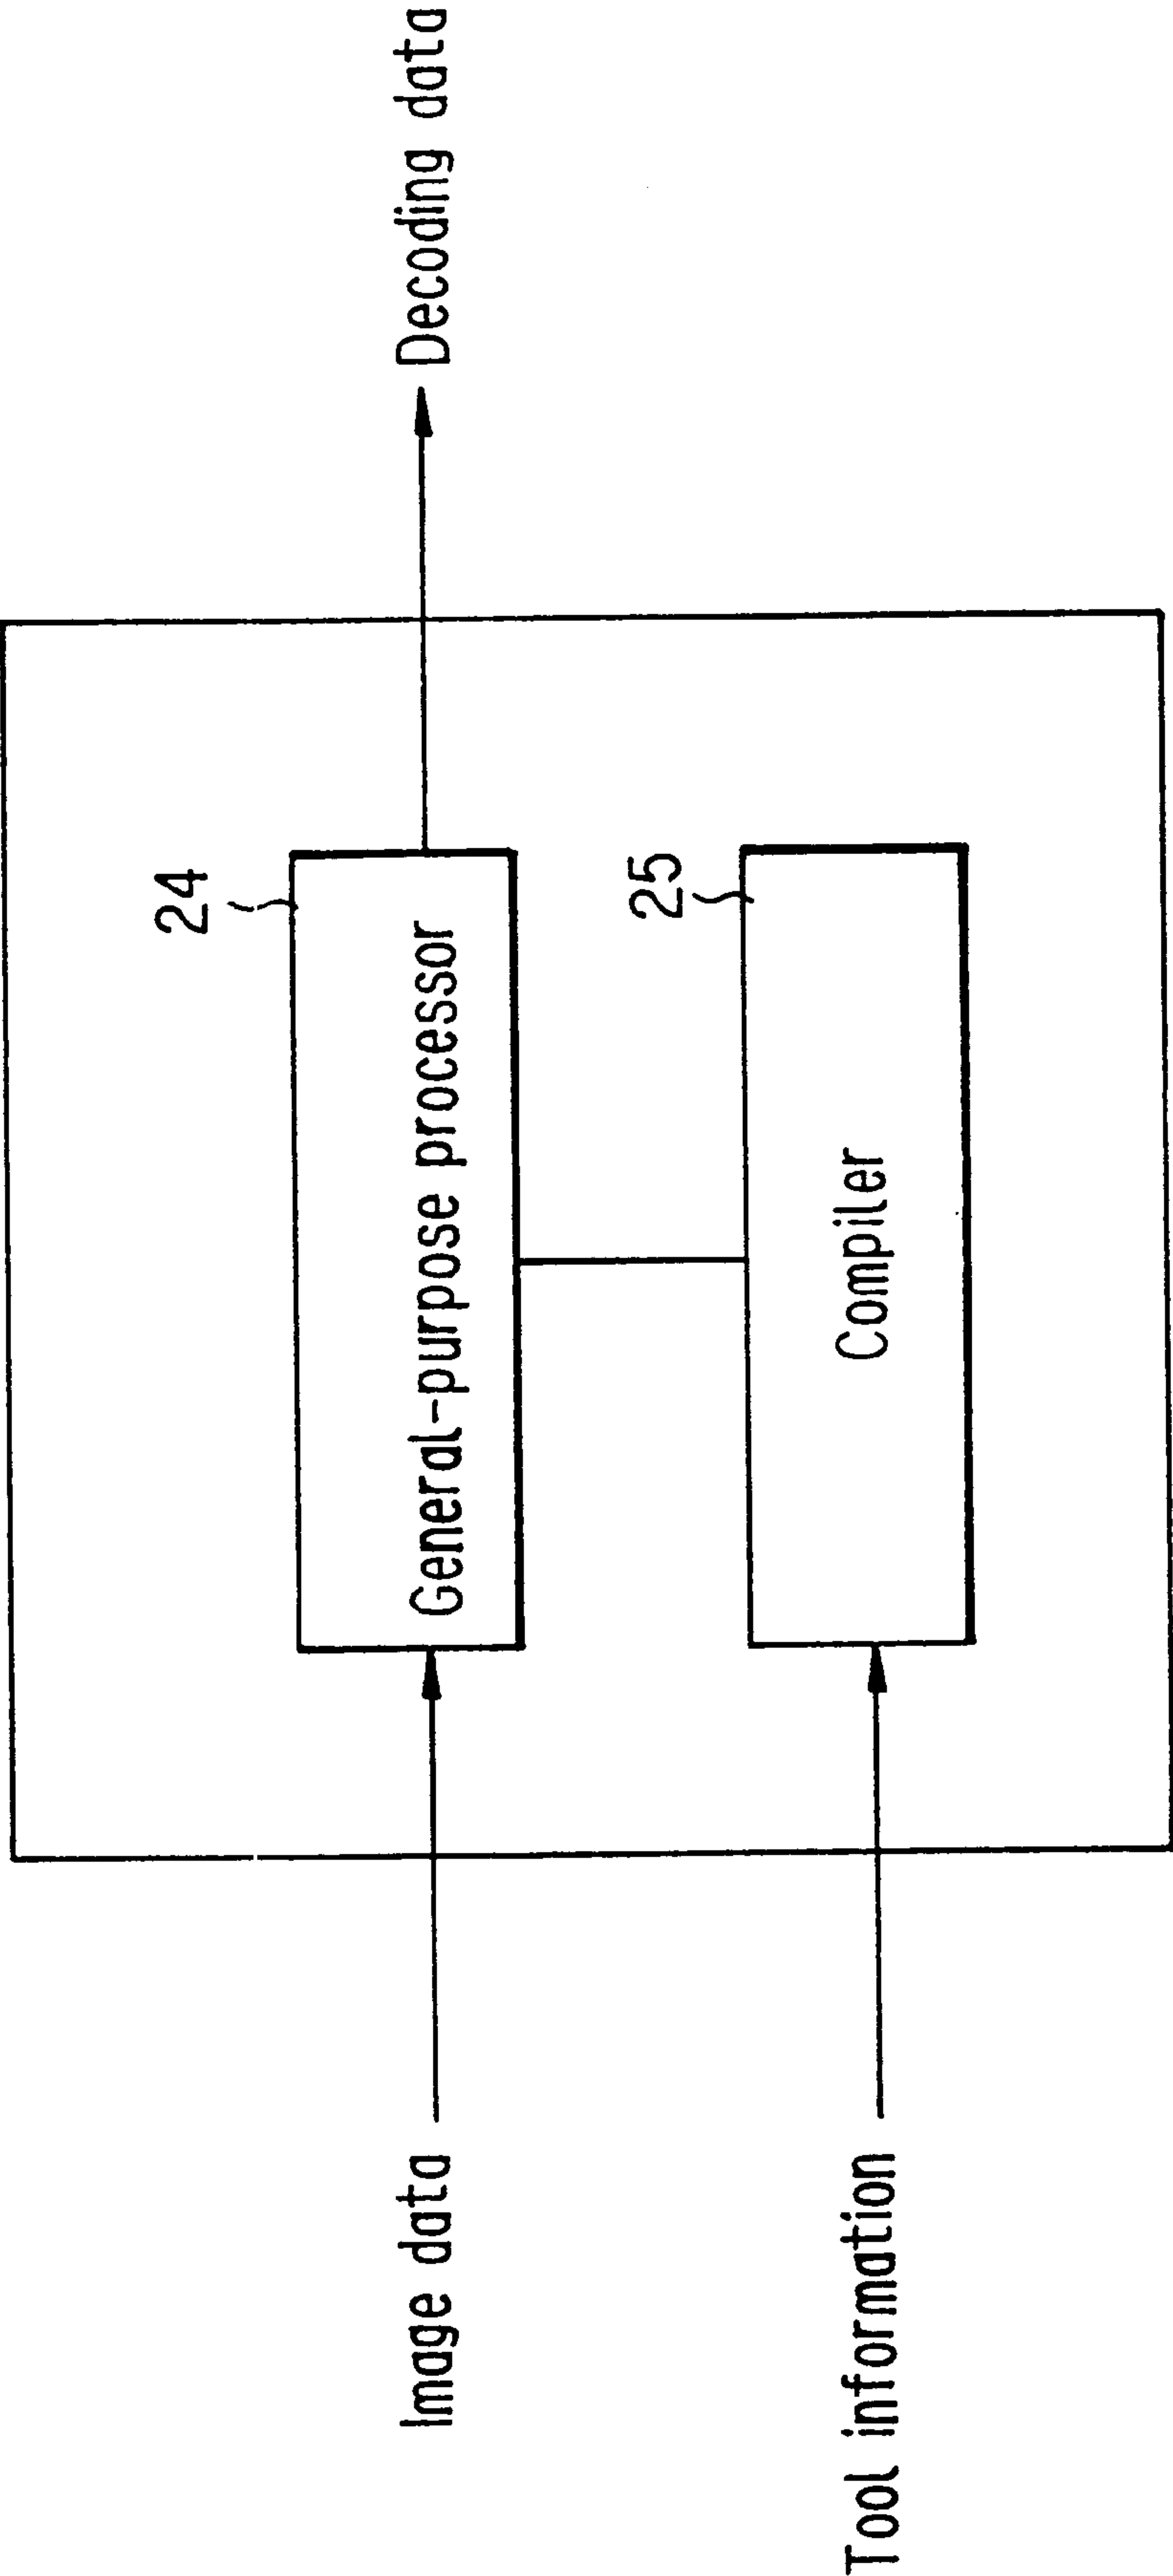 Image data
24
General-purpose processor
Decoding data
Tool information
25
Compiler